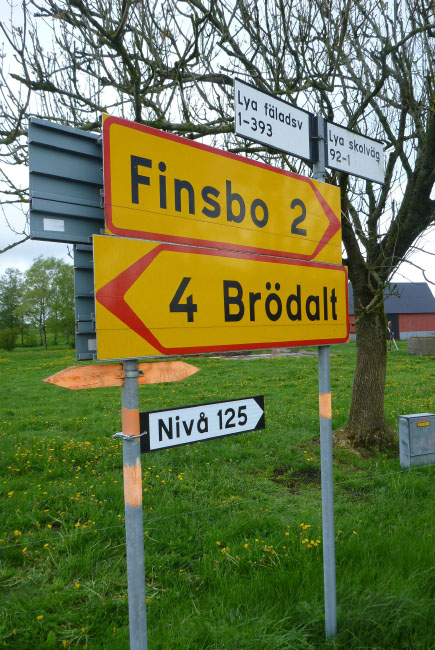 Lya fäladsv
1-393
Lya skolväg
92-1
Finsbo 2
4 Brödalt
Nivå 125